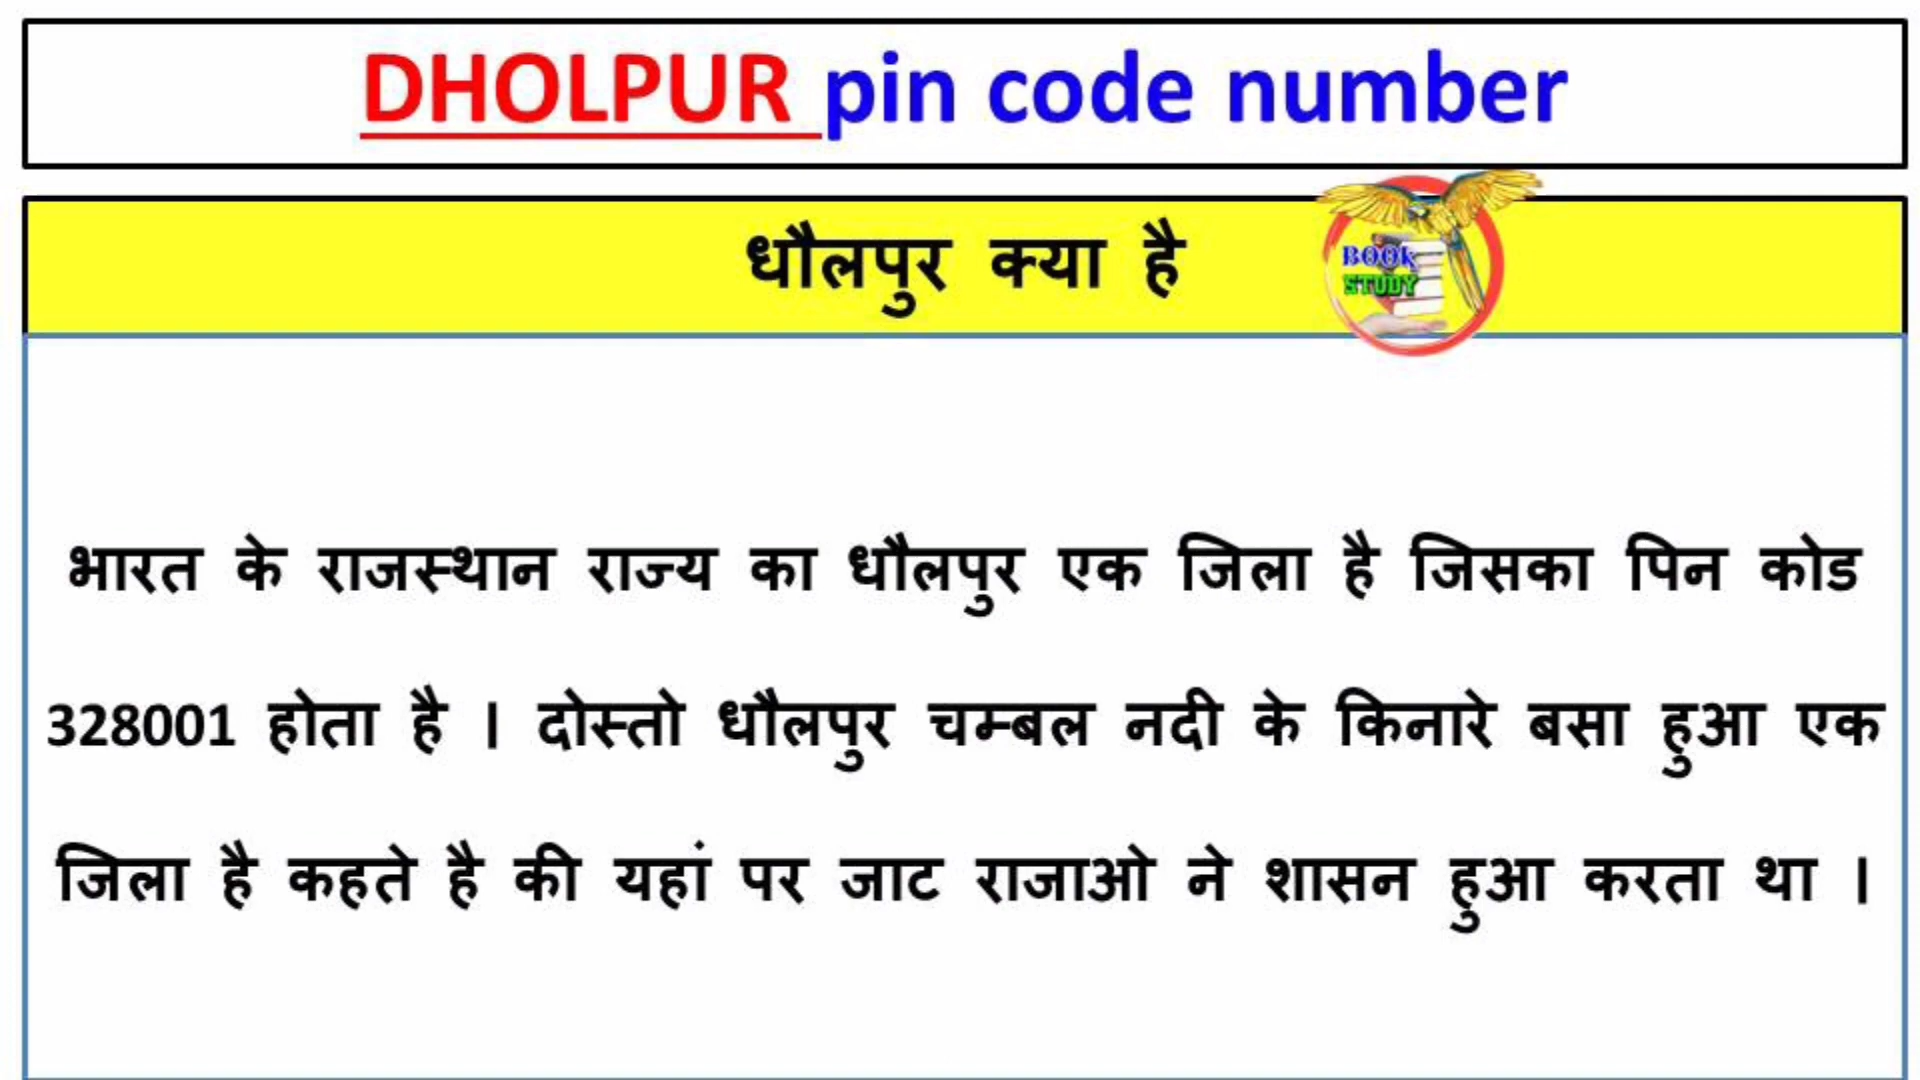 DHOLPUR pin code number
धौलपुर क्या है
BOOK
STUDY
भारत के राजस्थान राज्य का धौलपुर एक जिला है जिसका पिन कोड
328001 होता है । दोस्तो धौलपुर चम्बल नदी के किनारे बसा हुआ एक
जिला है कहते है की यहां पर जाट राजाओ ने शासन हुआ करता था ।